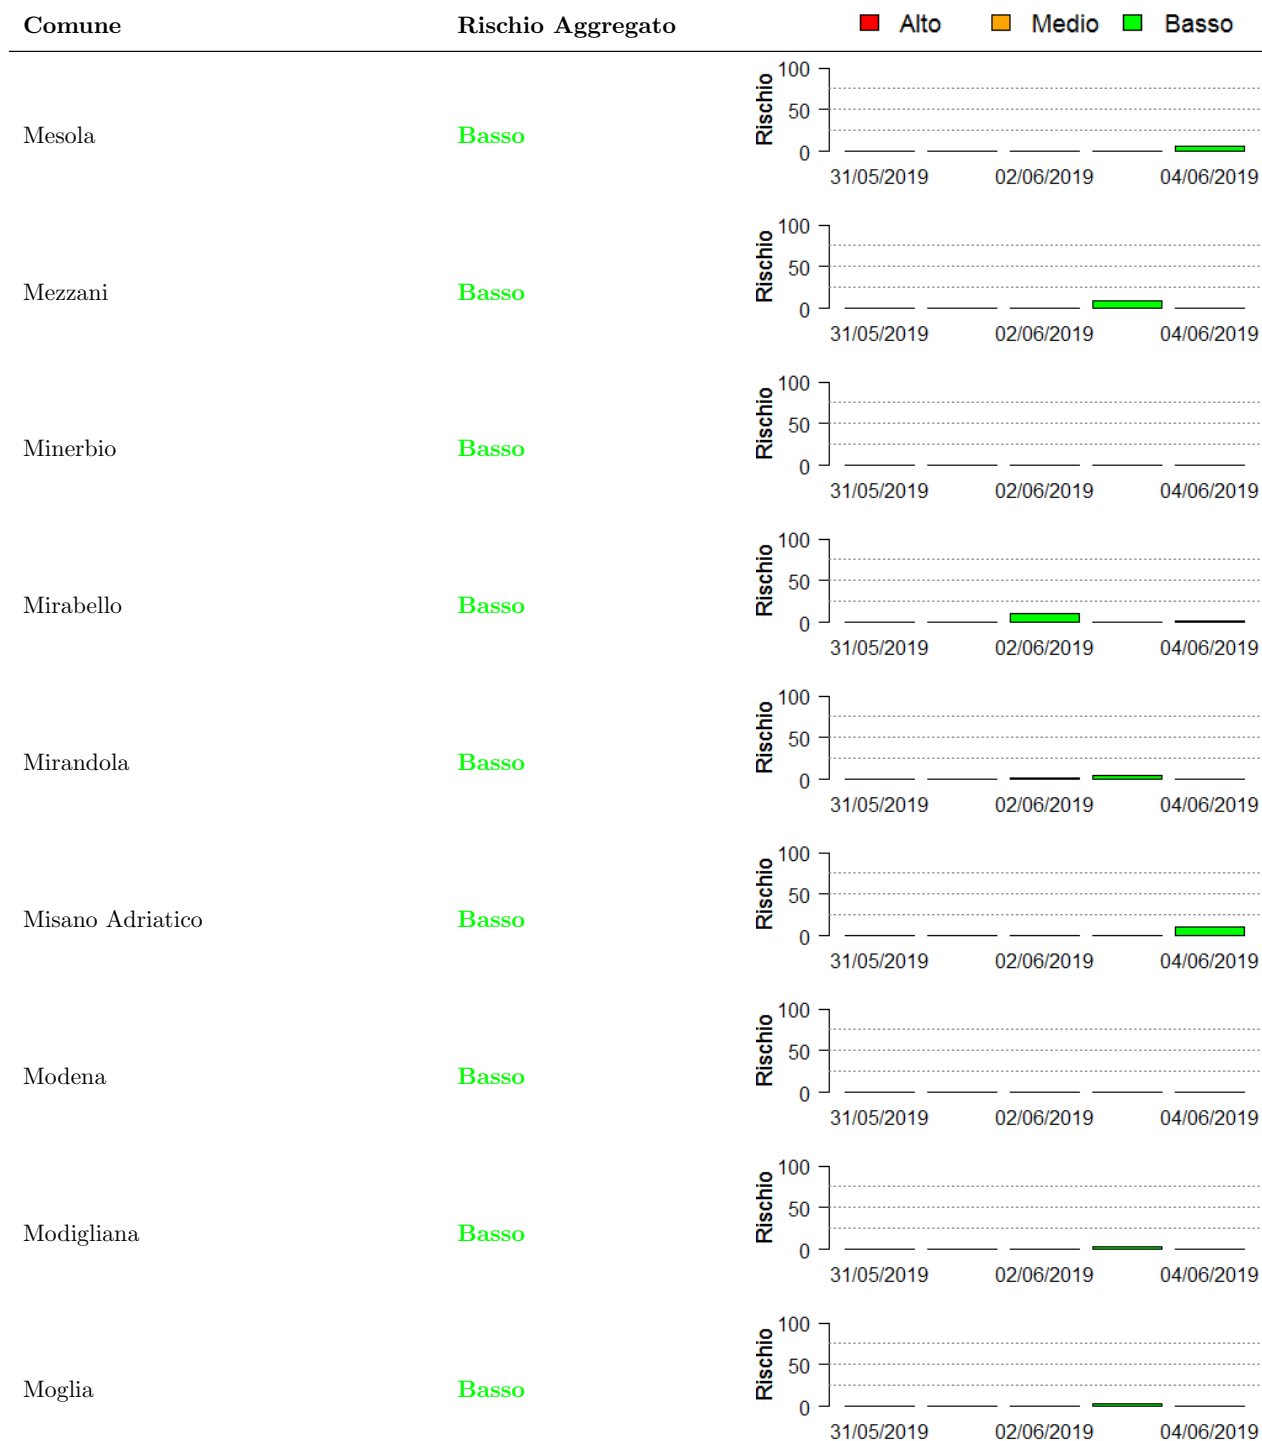 Comune Rischio Aggregato Alto Medio Basso
100
50
0
Rischio
Mesola Basso
31/05/2019 02/06/2019 04/06/2019
100
50
0
Rischio
Mezzani Basso
31/05/2019 02/06/2019 04/06/2019
100
50
0
Rischio
Minerbio Basso
31/05/2019 02/06/2019 04/06/2019
100
50
0
Rischio
Mirabello Basso
31/05/2019 02/06/2019 04/06/2019
100
50
0
Rischio
Mirandola Basso
31/05/2019 02/06/2019 04/06/2019
100
50
0
Rischio
Misano Adriatico Basso
31/05/2019 02/06/2019 04/06/2019
100
50
0
Rischio
Modena Basso
31/05/2019 02/06/2019 04/06/2019
100
50
0
Rischio
Modigliana Basso
31/05/2019 02/06/2019 04/06/2019
100
50
0
Rischio
Moglia Basso
31/05/2019 02/06/2019 04/06/2019